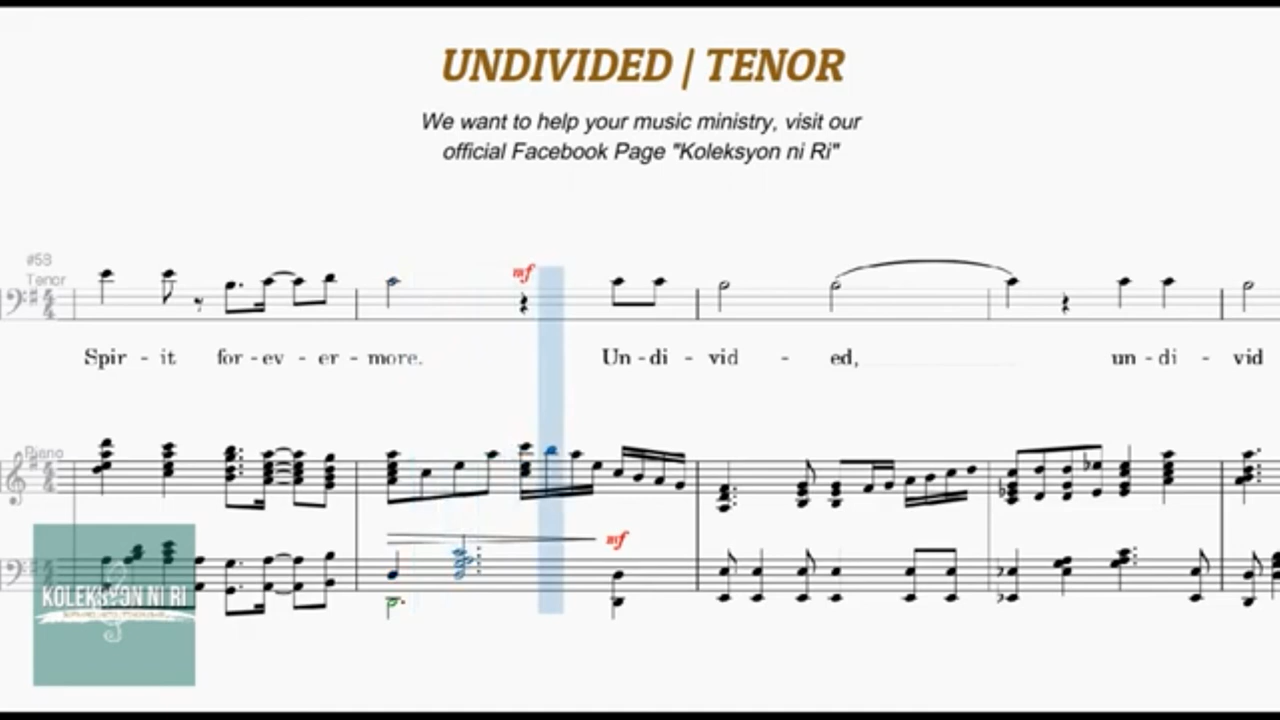 UNDIVIDED / TENOR
We want to help your music ministry, visit our
official Facebook Page "Koleksyon ni Ri"
#53
Tenor
mf
Spir - it for - ev - er - more. Un - di - vid - ed, un - di - vid
Piano
mf
KOLEKSYON NI RI